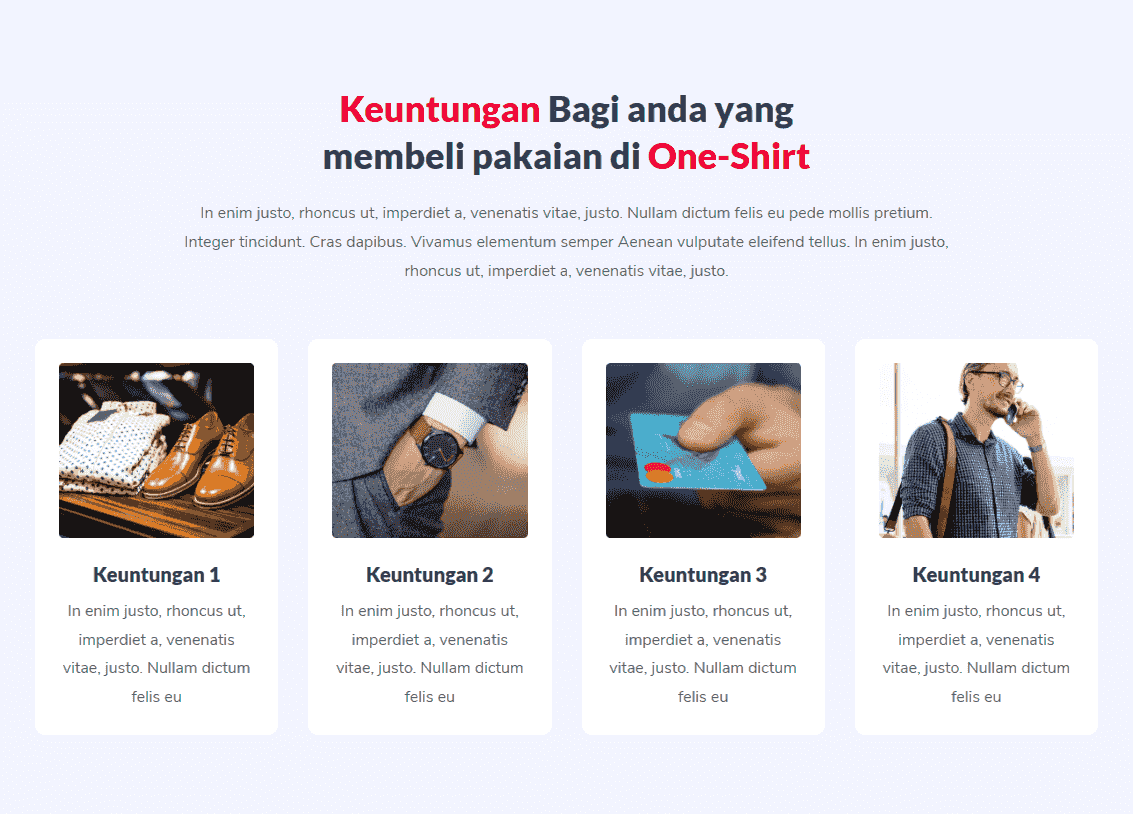 Keuntungan Bagi anda yang
membeli pakaian di One-Shirt
In enim justo, rhoncus ut, imperdiet a, venenatis vitae, justo. Nullam dictum felis eu pede mollis pretium.
Integer tincidunt. Cras dapibus. Vivamus elementum semper Aenean vulputate eleifend tellus. In enim justo,
rhoncus ut, imperdiet a, venenatis vitae, justo.
Keuntungan 1
In enim justo, rhoncus ut,
imperdiet a, venenatis
vitae, justo. Nullam dictum
felis eu
Keuntungan 2
In enim justo, rhoncus ut,
imperdiet a, venenatis
vitae, justo. Nullam dictum
felis eu
Keuntungan 3
In enim justo, rhoncus ut,
imperdiet a, venenatis
vitae, justo. Nullam dictum
felis eu
Keuntungan 4
In enim justo, rhoncus ut,
imperdiet a, venenatis
vitae, justo. Nullam dictum
felis eu